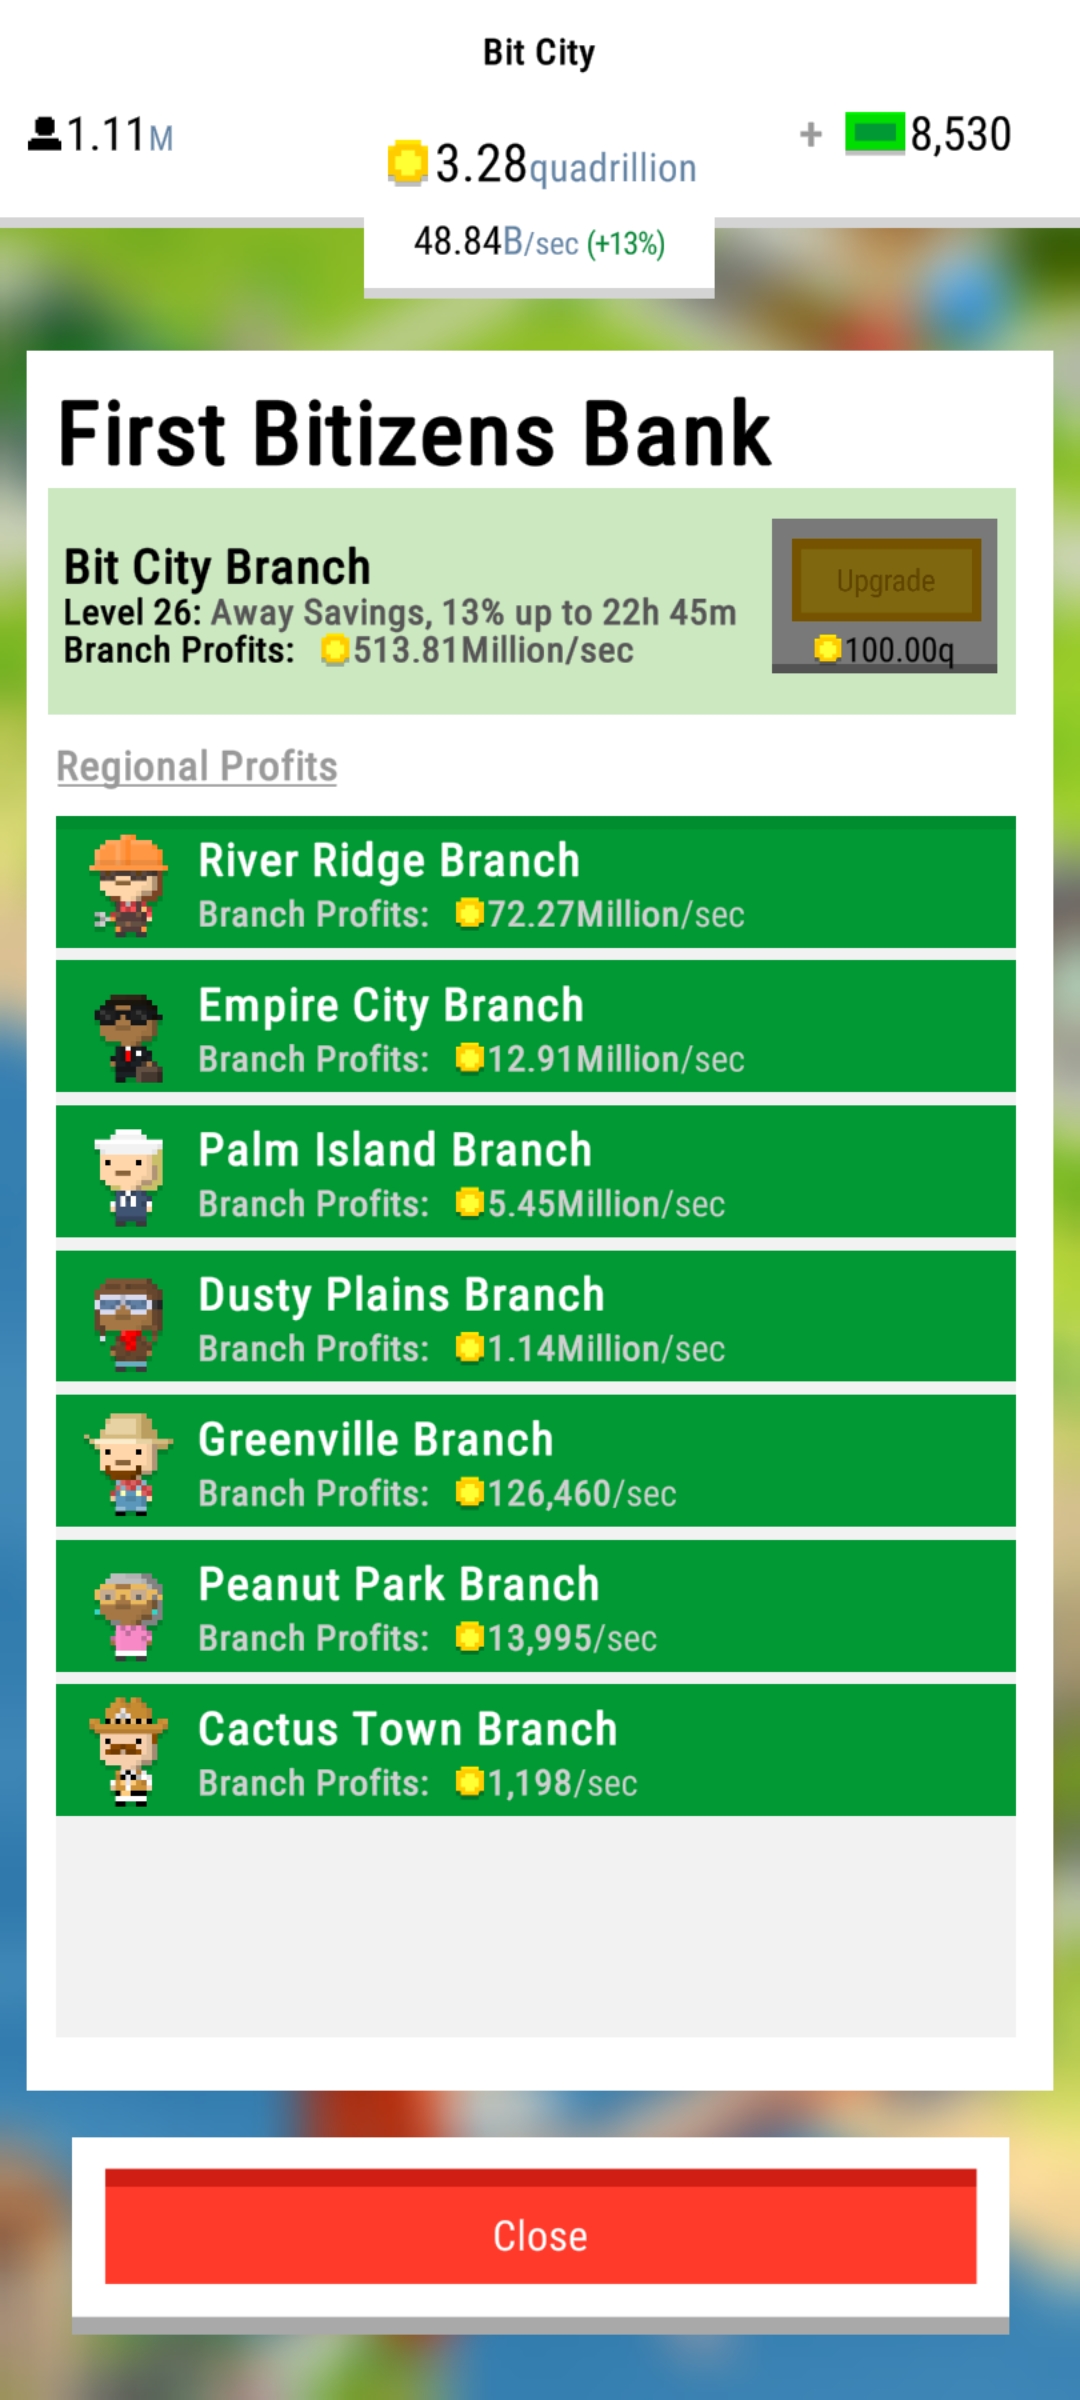 Bit City
1.11M
+ 8,530
3.28quadrillion
48.84B/sec (+13%)
First Bitizens Bank
Bit City Branch
Level 26: Away Savings, 13% up to 22h 45m
Branch Profits: 513.81Million/sec
Upgrade
100.00q
Regional Profits
River Ridge Branch
Branch Profits: 72.27Million/sec
Empire City Branch
Branch Profits: 12.91Million/sec
Palm Island Branch
Branch Profits: 5.45Million/sec
Dusty Plains Branch
Branch Profits: 1.14Million/sec
Greenville Branch
Branch Profits: 126,460/sec
Peanut Park Branch
Branch Profits: 13,995/sec
Cactus Town Branch
Branch Profits: 1,198/sec
Close